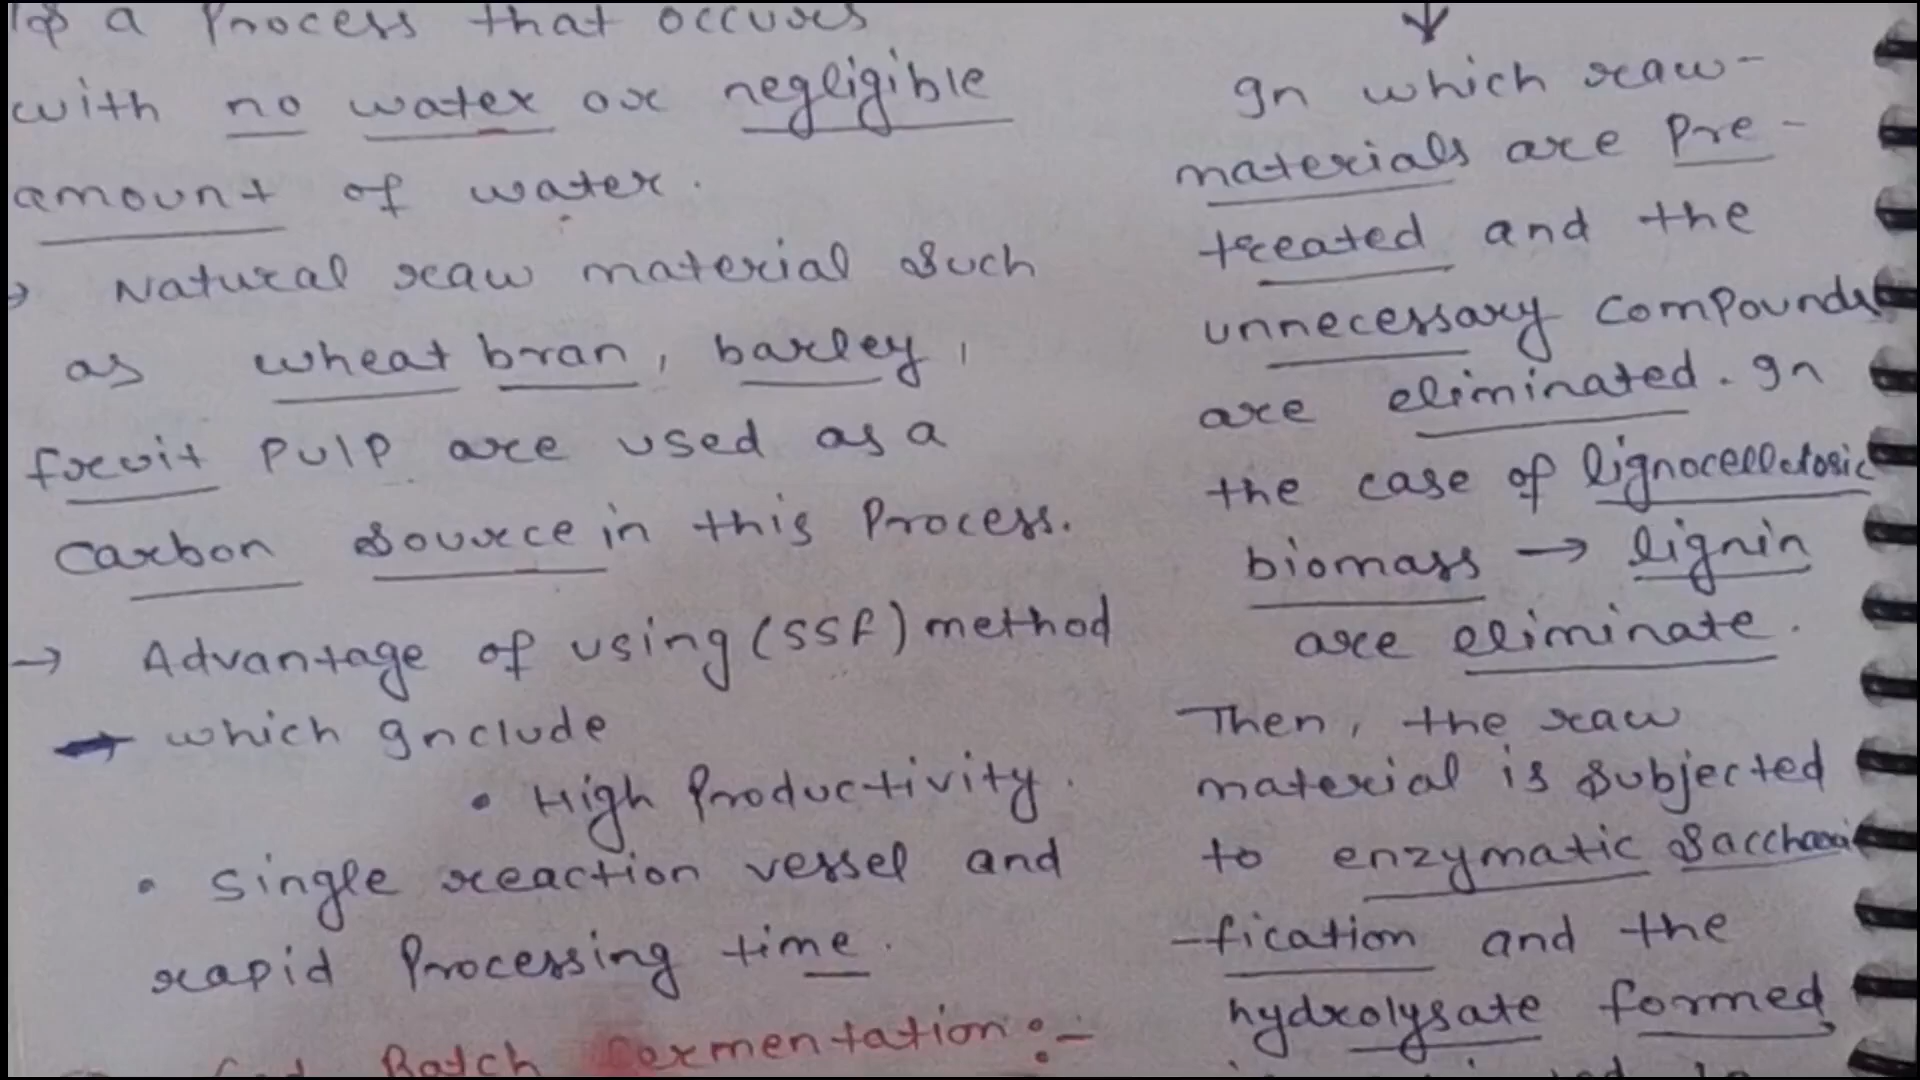 is a Process that occurs
with no water or negligible
amount of water.
→ Natural raw material such
as wheat bran, barley,
fruit pulp are used as a
carbon source in this Process.
→ Advantage of using (SSF) method
→ which Include
• High Productivity.
• single reaction vessel and
rapid Processing time.
Batch Fermentation :-
↓
In which raw-
materials are Pre-
treated and the
unnecessary compounds
are eliminated. In
the case of lignocellulosic
biomass → lignin
are eliminate.
Then, the raw
material is subjected
to enzymatic sacchari
-fication and the
hydrolysate formed